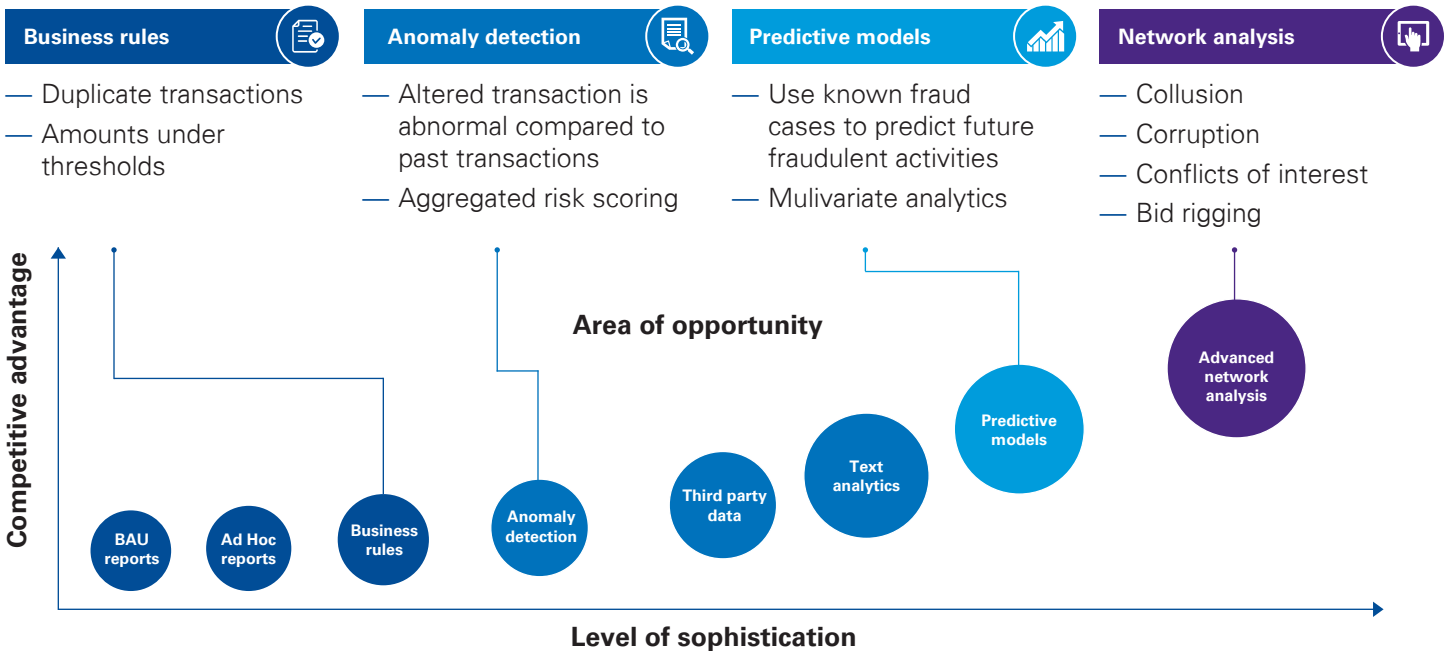 Business rules
— Duplicate transactions
— Amounts under
thresholds
Anomaly detection
— Altered transaction is
abnormal compared to
past transactions
— Aggregated risk scoring
Predictive models
— Use known fraud
cases to predict future
fraudulent activities
— Mulivariate analytics
Network analysis
— Collusion
— Corruption
— Conflicts of interest
— Bid rigging
Competitive advantage
Area of opportunity
BAU
reports
Ad Hoc
reports
Business
rules
Anomaly
detection
Third party
data
Text
analytics
Predictive
models
Advanced
network
analysis
Level of sophistication